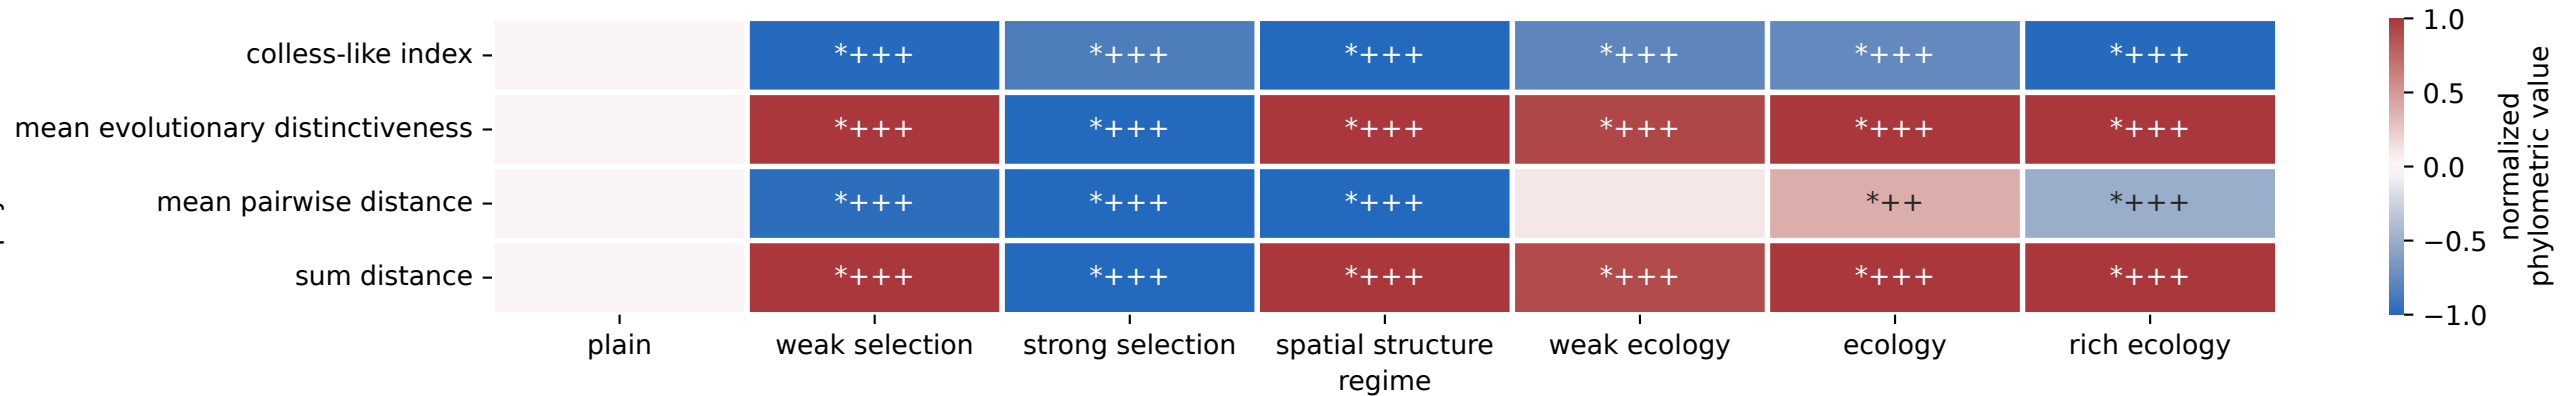 colless-like index *+++ *+++ *+++ *+++ *+++ *+++
mean evolutionary distinctiveness *+++ *+++ *+++ *+++ *+++ *+++
mean pairwise distance *+++ *+++ *+++ *++ *+++
sum distance *+++ *+++ *+++ *+++ *+++ *+++
plain weak selection strong selection spatial structure weak ecology ecology rich ecology
regime
1.0
0.5
0.0
−0.5
−1.0
normalized
phylometric value